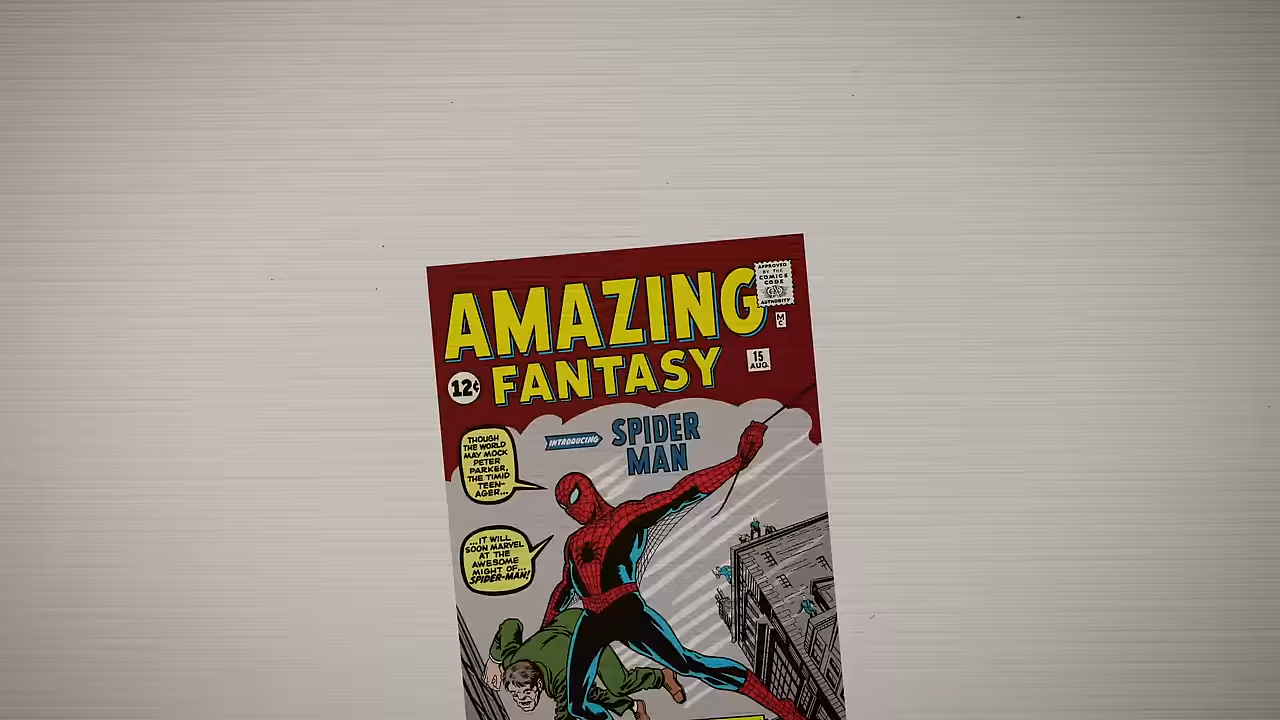 AMAZING
FANTASY
APPROVED
BY THE
COMICS
CODE
AUTHORITY
M
C
15
AUG.
12¢
INTRODUCING
SPIDER
MAN
THOUGH
THE WORLD
MAY MOCK
PETER
PARKER,
THE TIMID
TEEN-
AGER...
...IT WILL
SOON MARVEL
AT THE
AWESOME
MIGHT OF...
SPIDER-MAN!